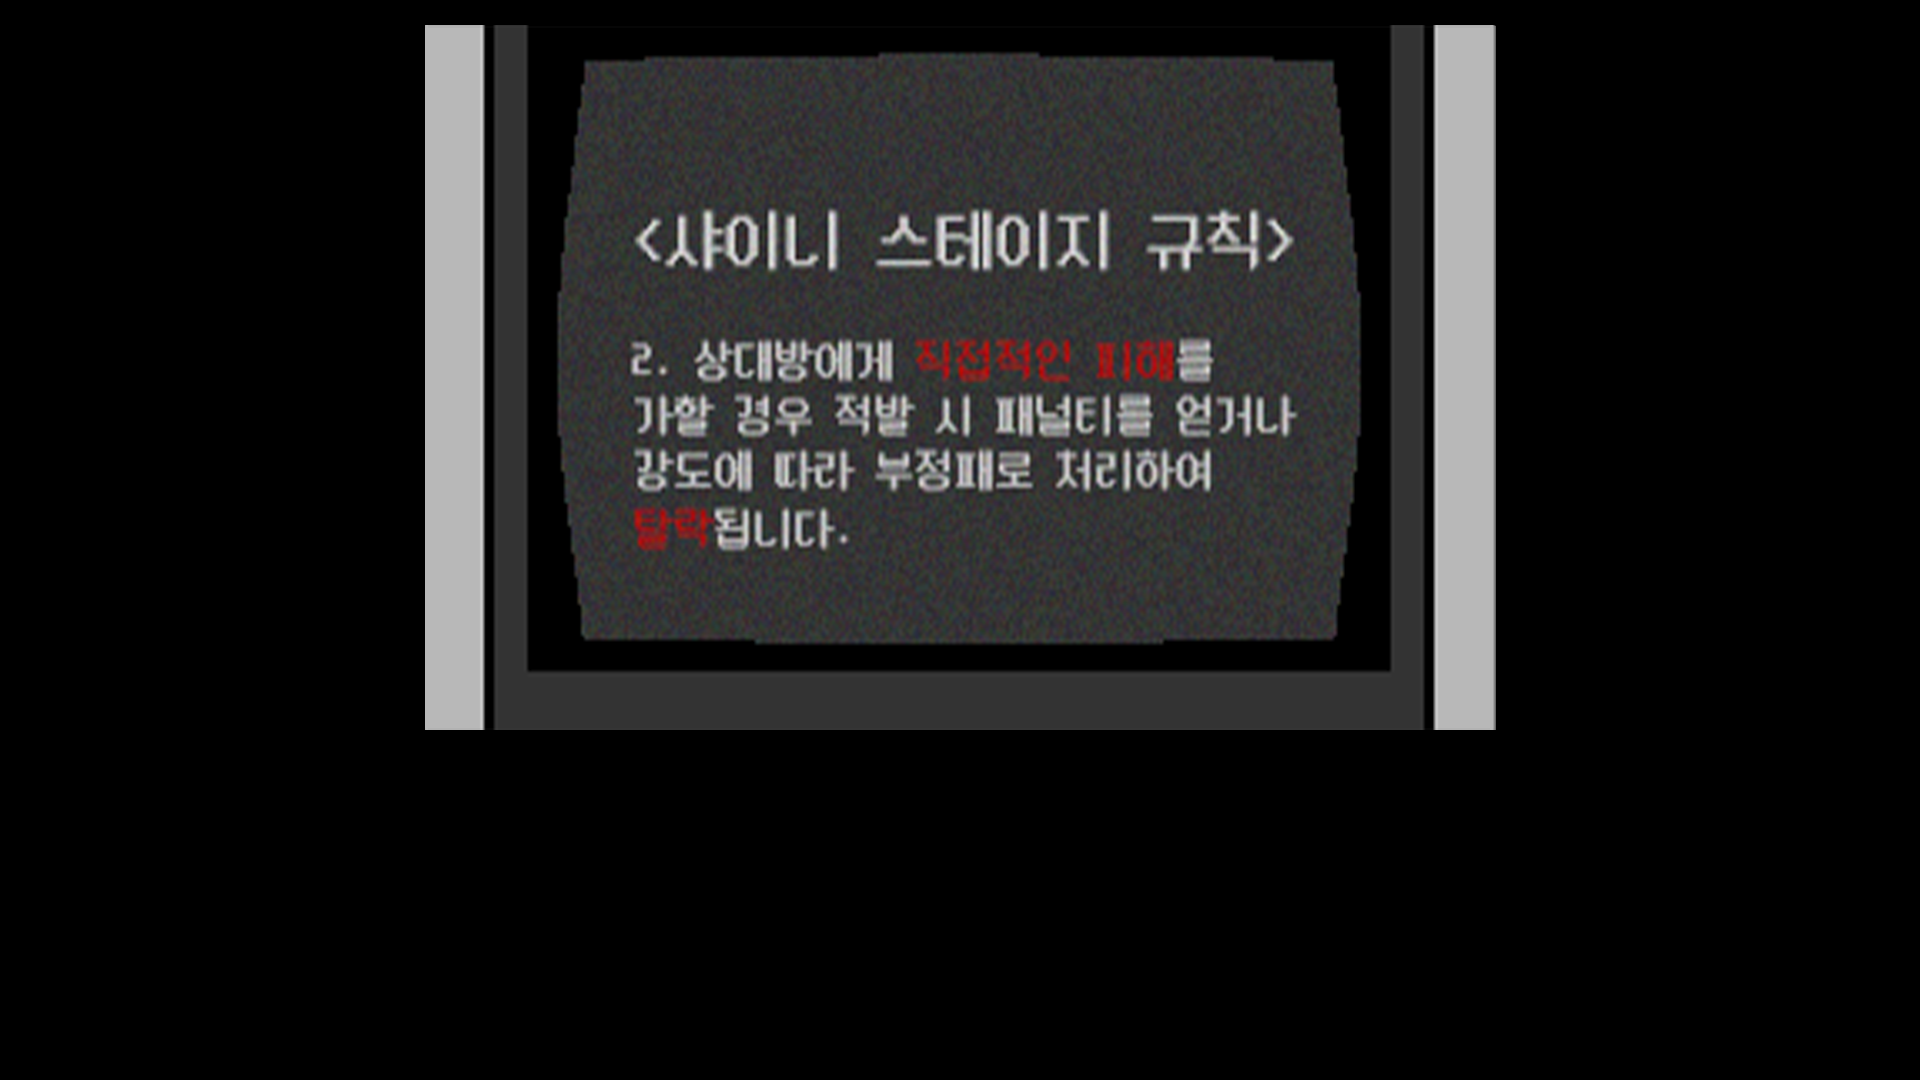 <샤이니 스테이지 규칙>
2. 상대방에게 직접적인 피해를
가할 경우 적발 시 패널티를 얻거나
강도에 따라 부정패로 처리하여
탈락됩니다.